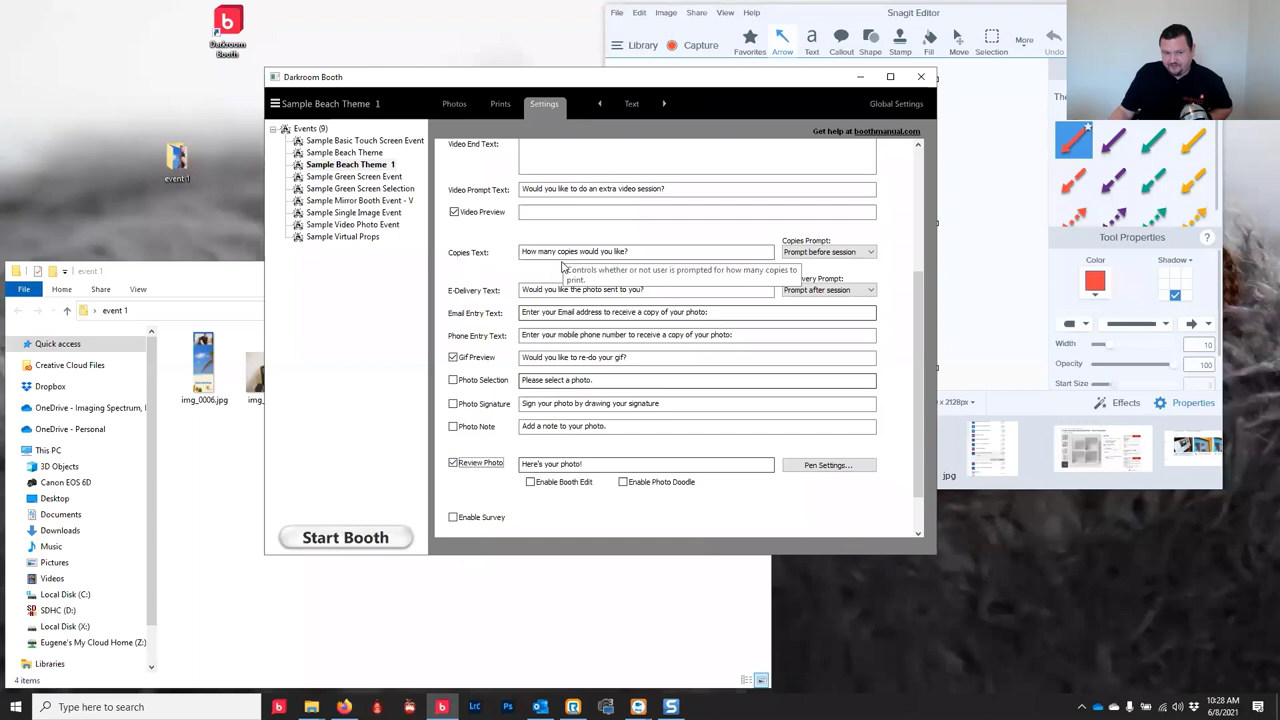 Darkroom
Booth
event 1
File Edit Image Share View Help
Snagit Editor
Library
Capture
Favorites
Arrow
Text
Callout
Shape
Stamp
Fill
Move
Selection
More
Undo
Darkroom Booth
Sample Beach Theme 1
Photos
Prints
Settings
Text
Global Settings
Get help at boothmanual.com
Events (9)
Sample Basic Touch Screen Event
Sample Beach Theme
Sample Beach Theme 1
Sample Green Screen Event
Sample Green Screen Selection
Sample Mirror Booth Event - V
Sample Single Image Event
Sample Video Photo Event
Sample Virtual Props
Start Booth
Video End Text:
Video Prompt Text:
Would you like to do an extra video session?
Video Preview
Copies Prompt:
Copies Text:
How many copies would you like?
Prompt before session
Controls whether or not user is prompted for how many copies to
print.
very Prompt:
E-Delivery Text:
Would you like the photo sent to you?
Prompt after session
Email Entry Text:
Enter your Email address to receive a copy of your photo:
Phone Entry Text:
Enter your mobile phone number to receive a copy of your photo:
Gif Preview
Would you like to re-do your gif?
Photo Selection
Please select a photo.
Photo Signature
Sign your photo by drawing your signature
Photo Note
Add a note to your photo.
Review Photo
Here's your photo!
Pen Settings...
Enable Booth Edit
Enable Photo Doodle
Enable Survey
Tool Properties
?
Color
Shadow
Width
10
Opacity
100
Start Size
x 2128px
Effects
Properties
jpg
event 1
File
Home
Share
View
event 1
Quick access
Creative Cloud Files
Dropbox
OneDrive - Imaging Spectrum,
OneDrive - Personal
This PC
3D Objects
Canon EOS 6D
Desktop
Documents
Downloads
Music
Pictures
Videos
Local Disk (C:)
SDHC (D:)
Local Disk (X:)
Eugene's My Cloud Home (Z:)
Libraries
img_0006.jpg
img_
4 items
Type here to search
Lrc
Ps
10:28 AM
6/8/2021